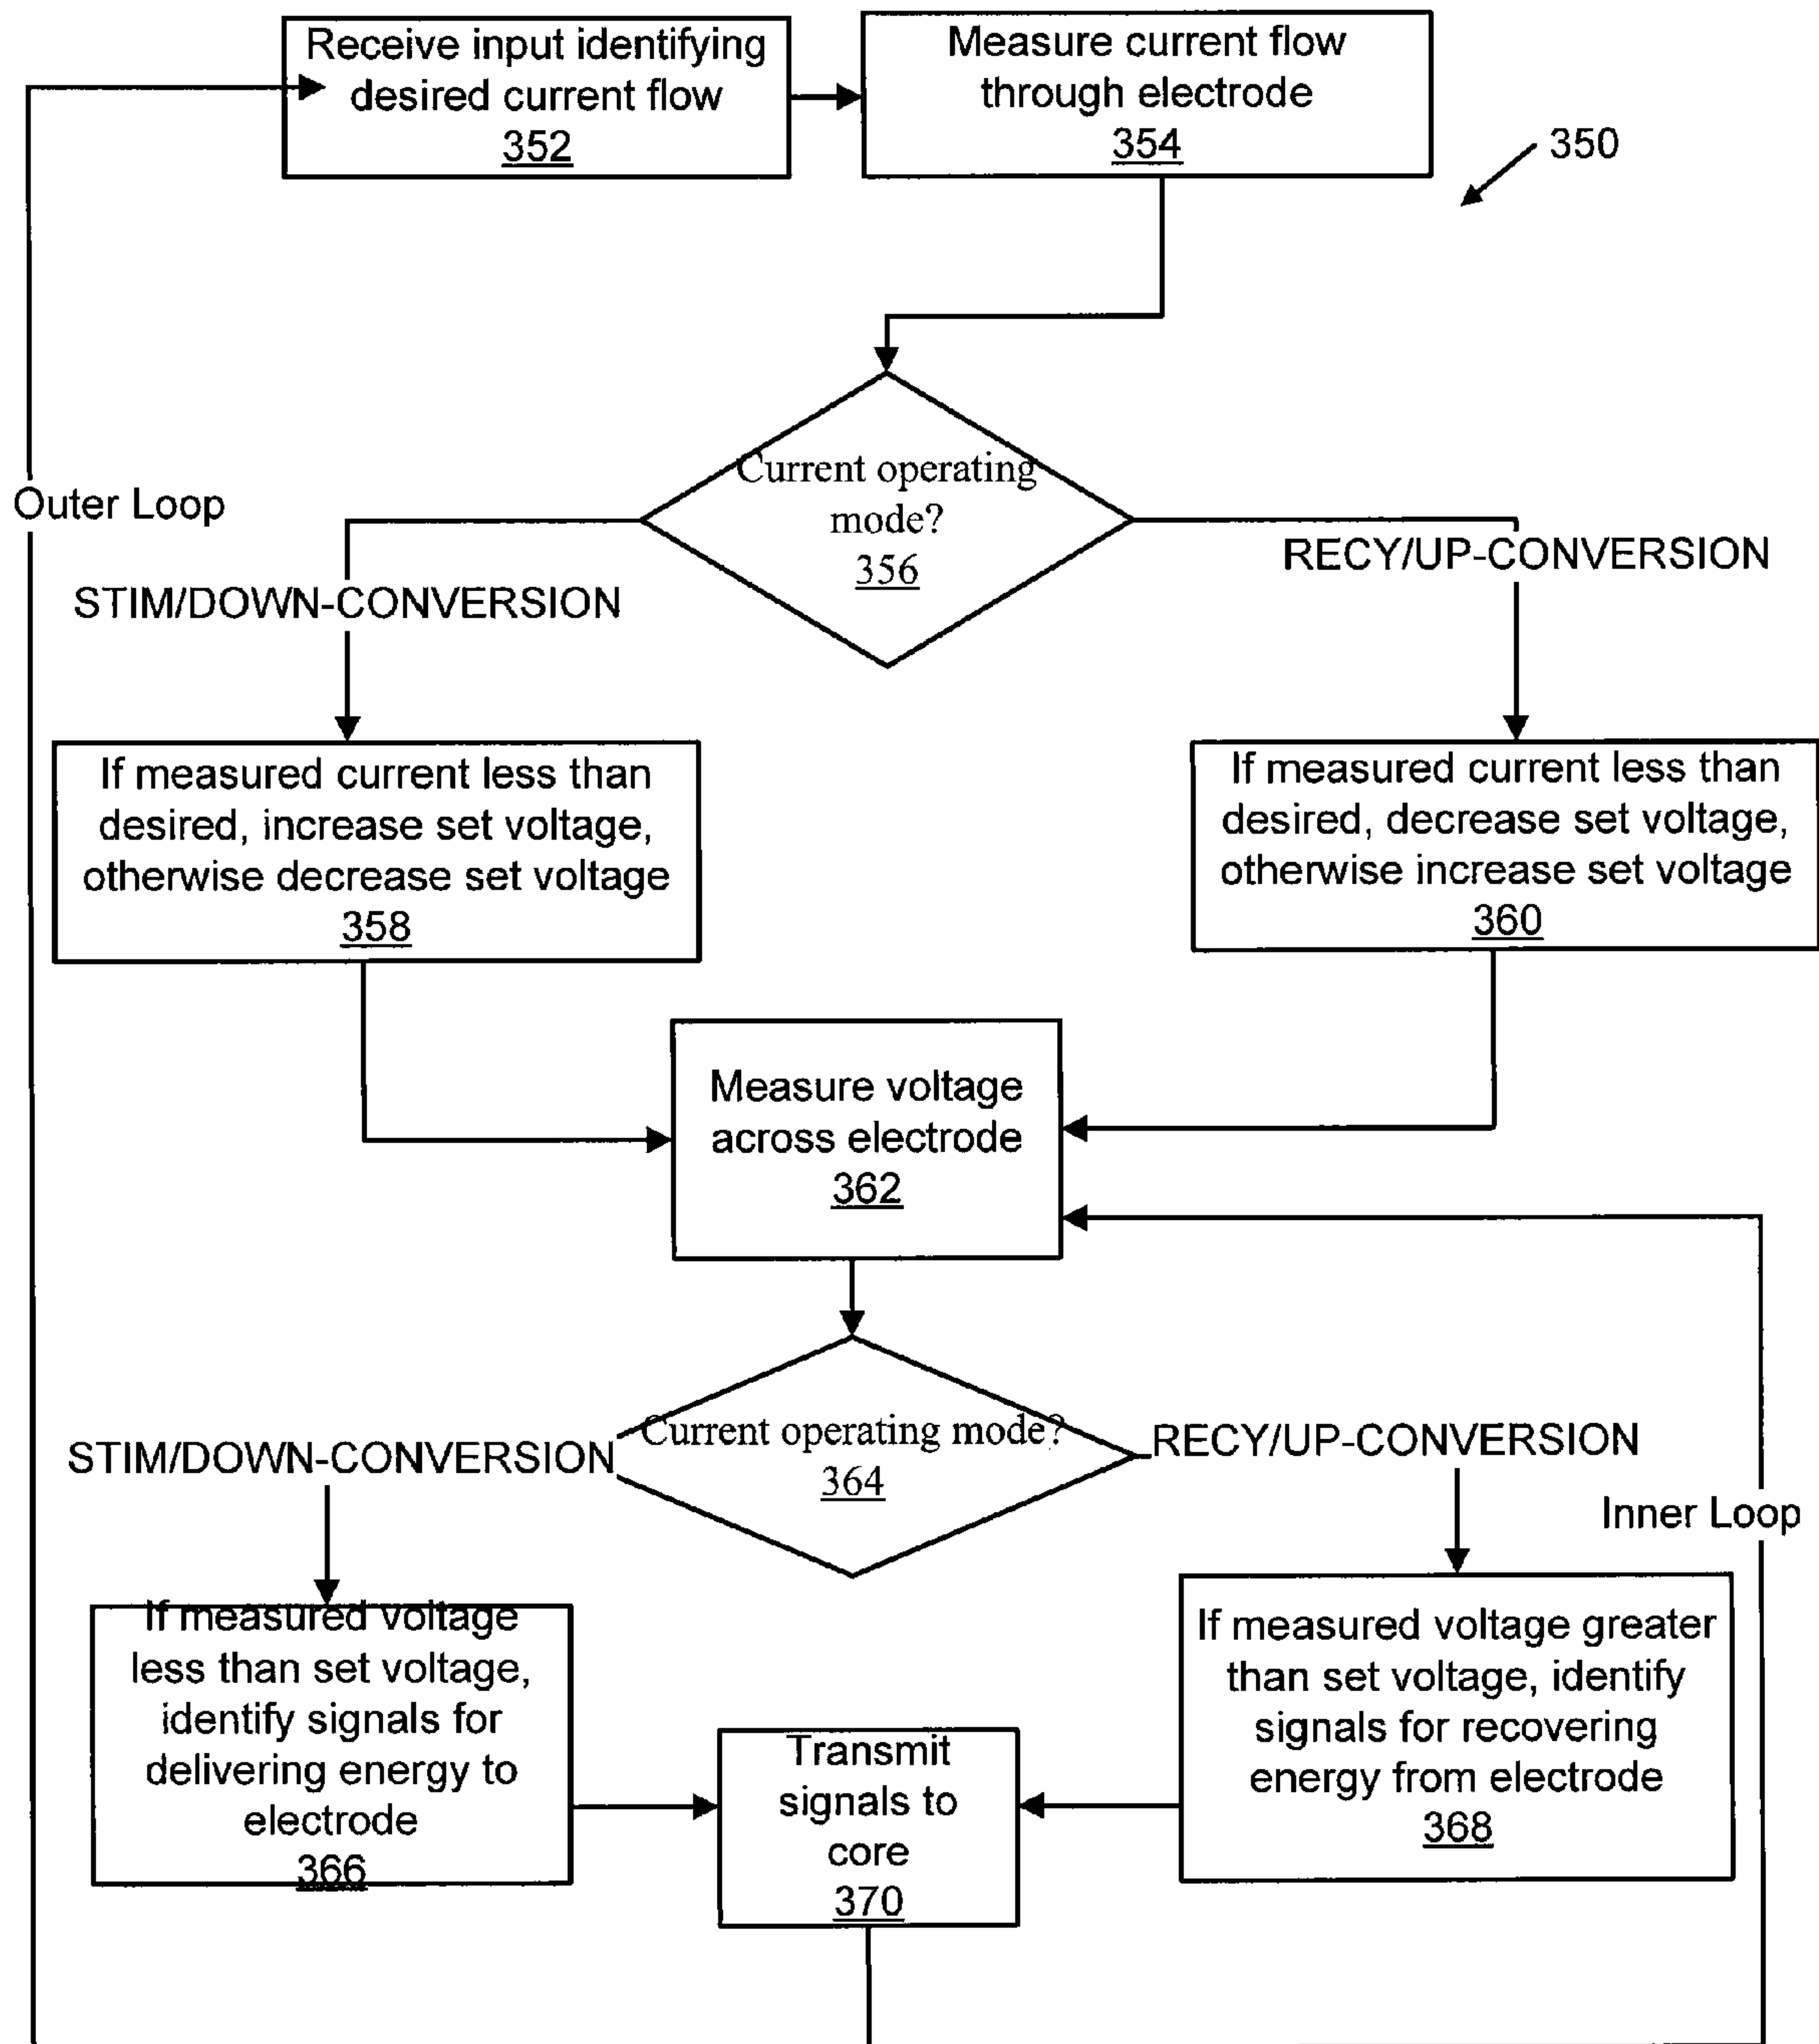 Receive input identifying
desired current flow
352
Measure current flow
through electrode
354
350
Current operating
mode?
356
Outer Loop
STIM/DOWN-CONVERSION
RECY/UP-CONVERSION
If measured current less than
desired, increase set voltage,
otherwise decrease set voltage
358
If measured current less than
desired, decrease set voltage,
otherwise increase set voltage
360
Measure voltage
across electrode
362
Current operating mode?
364
STIM/DOWN-CONVERSION
RECY/UP-CONVERSION
Inner Loop
If measured voltage
less than set voltage,
identify signals for
delivering energy to
electrode
366
If measured voltage greater
than set voltage, identify
signals for recovering
energy from electrode
368
Transmit
signals to
core
370